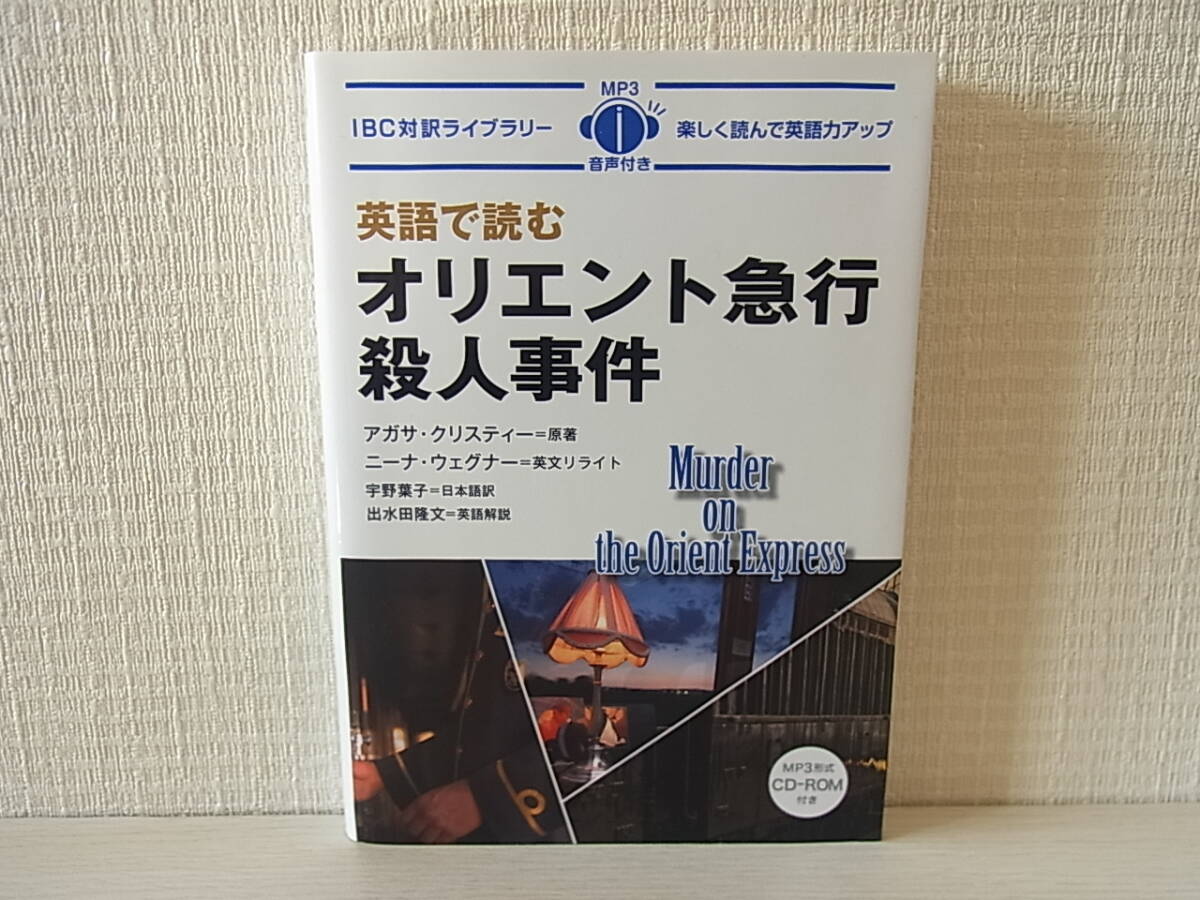 MP3
IBC対訳ライブラリー
i
楽しく読んで英語力アップ
音声付き
英語で読む
オリエント急行
殺人事件
アガサ・クリスティー=原著
ニーナ・ウェグナー=英文リライト
宇野葉子=日本語訳
出水田隆文=英語解説
Murder
on
the Orient Express
MP3形式
CD-ROM
付き